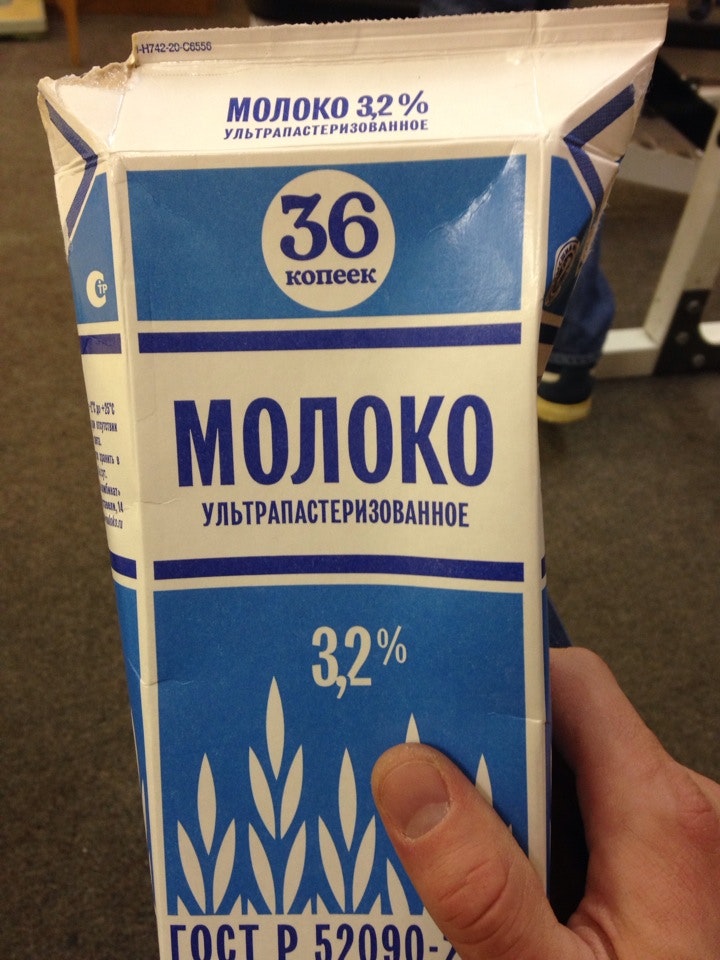 -Н742-20-С6556
МОЛОКО 3,2%
УЛЬТРАПАСТЕРИЗОВАННОЕ
36
копеек
МОЛОКО
УЛЬТРАПАСТЕРИЗОВАННОЕ
3,2%
ГОСТ Р 52090-